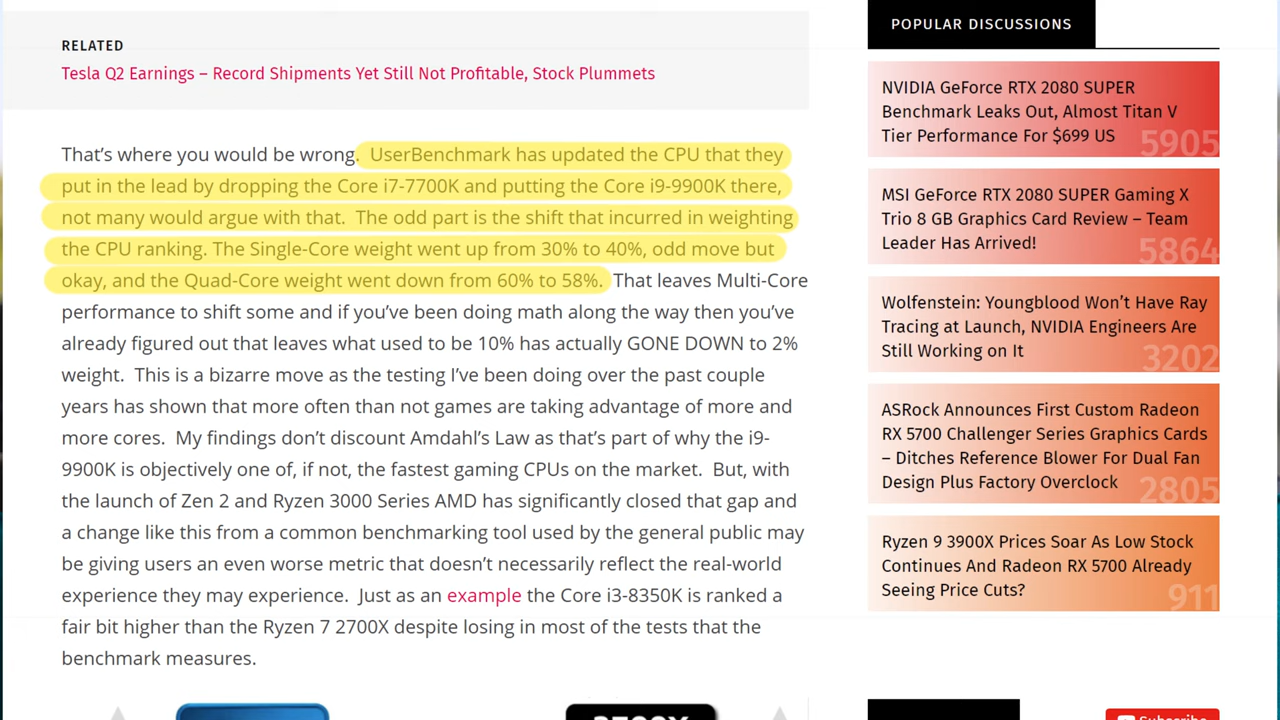 RELATED
Tesla Q2 Earnings – Record Shipments Yet Still Not Profitable, Stock Plummets
That’s where you would be wrong. UserBenchmark has updated the CPU that they
put in the lead by dropping the Core i7-7700K and putting the Core i9-9900K there,
not many would argue with that. The odd part is the shift that incurred in weighting
the CPU ranking. The Single-Core weight went up from 30% to 40%, odd move but
okay, and the Quad-Core weight went down from 60% to 58%. That leaves Multi-Core
performance to shift some and if you’ve been doing math along the way then you’ve
already figured out that leaves what used to be 10% has actually GONE DOWN to 2%
weight. This is a bizarre move as the testing I’ve been doing over the past couple
years has shown that more often than not games are taking advantage of more and
more cores. My findings don’t discount Amdahl’s Law as that’s part of why the i9-
9900K is objectively one of, if not, the fastest gaming CPUs on the market. But, with
the launch of Zen 2 and Ryzen 3000 Series AMD has significantly closed that gap and
a change like this from a common benchmarking tool used by the general public may
be giving users an even worse metric that doesn’t necessarily reflect the real-world
experience they may experience. Just as an example the Core i3-8350K is ranked a
fair bit higher than the Ryzen 7 2700X despite losing in most of the tests that the
benchmark measures.
2700X
POPULAR DISCUSSIONS
NVIDIA GeForce RTX 2080 SUPER
Benchmark Leaks Out, Almost Titan V
Tier Performance For $699 US
5905
MSI GeForce RTX 2080 SUPER Gaming X
Trio 8 GB Graphics Card Review – Team
Leader Has Arrived!
5864
Wolfenstein: Youngblood Won’t Have Ray
Tracing at Launch, NVIDIA Engineers Are
Still Working on It
3202
ASRock Announces First Custom Radeon
RX 5700 Challenger Series Graphics Cards
– Ditches Reference Blower For Dual Fan
Design Plus Factory Overclock
2805
Ryzen 9 3900X Prices Soar As Low Stock
Continues And Radeon RX 5700 Already
Seeing Price Cuts?
911
Subscribe